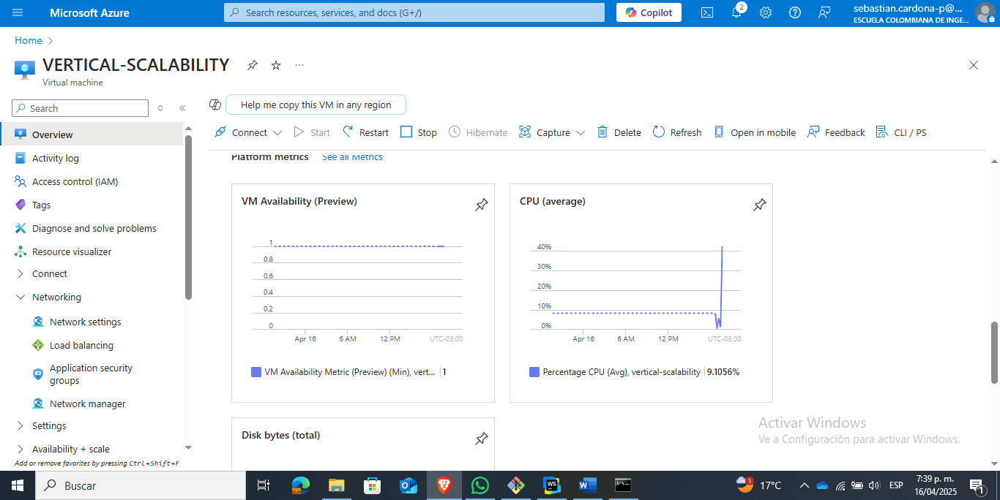 Microsoft Azure
Search resources, services, and docs (G+/)
Copilot
2
sebastian.cardona-p@...
ESCUELA COLOMBIANA DE INGE...
Home
VERTICAL-SCALABILITY
Virtual machine
Search
Help me copy this VM in any region
Connect Start Restart Stop Hibernate Capture Delete Refresh Open in mobile Feedback CLI / PS
Overview
Activity log
Access control (IAM)
Tags
Diagnose and solve problems
Resource visualizer
Connect
Networking
Network settings
Load balancing
Application security
groups
Network manager
Settings
Availability + scale
Add or remove favorites by pressing Ctrl+Shift+F
Platform metrics See all Metrics
VM Availability (Preview)
1
0.8
0.6
0.4
0.2
0
Apr 16 6 AM 12 PM UTC-05:00
VM Availability Metric (Preview) (Min), vert... 1
CPU (average)
40%
30%
20%
10%
0%
Apr 16 6 AM 12 PM UTC-05:00
Percentage CPU (Avg), vertical-scalability 9.1056%
Disk bytes (total)
Activar Windows
Ve a Configuración para activar Windows.
Buscar
WS
1
17°C
ESP
7:39 p. m.
16/04/2025
1